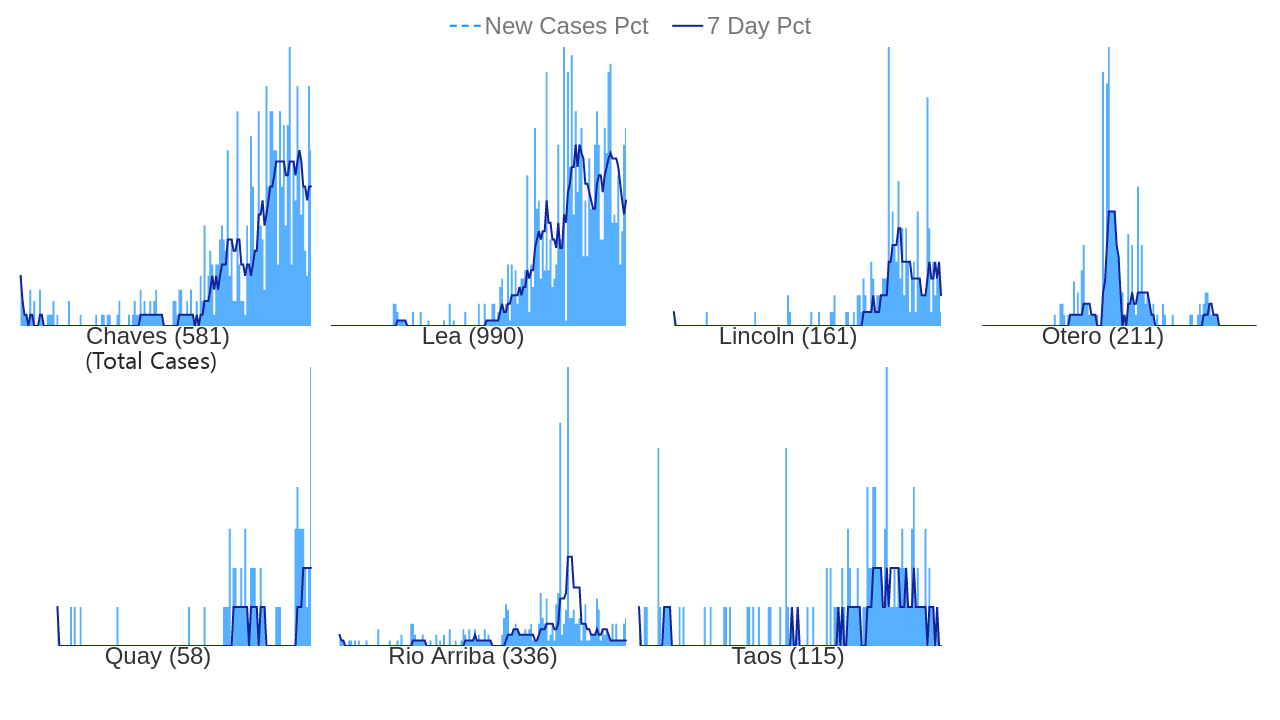 New Cases Pct 7 Day Pct
Chaves (581) Lea (990) Lincoln (161) Otero (211)
(Total Cases)
Quay (58) Rio Arriba (336) Taos (115)